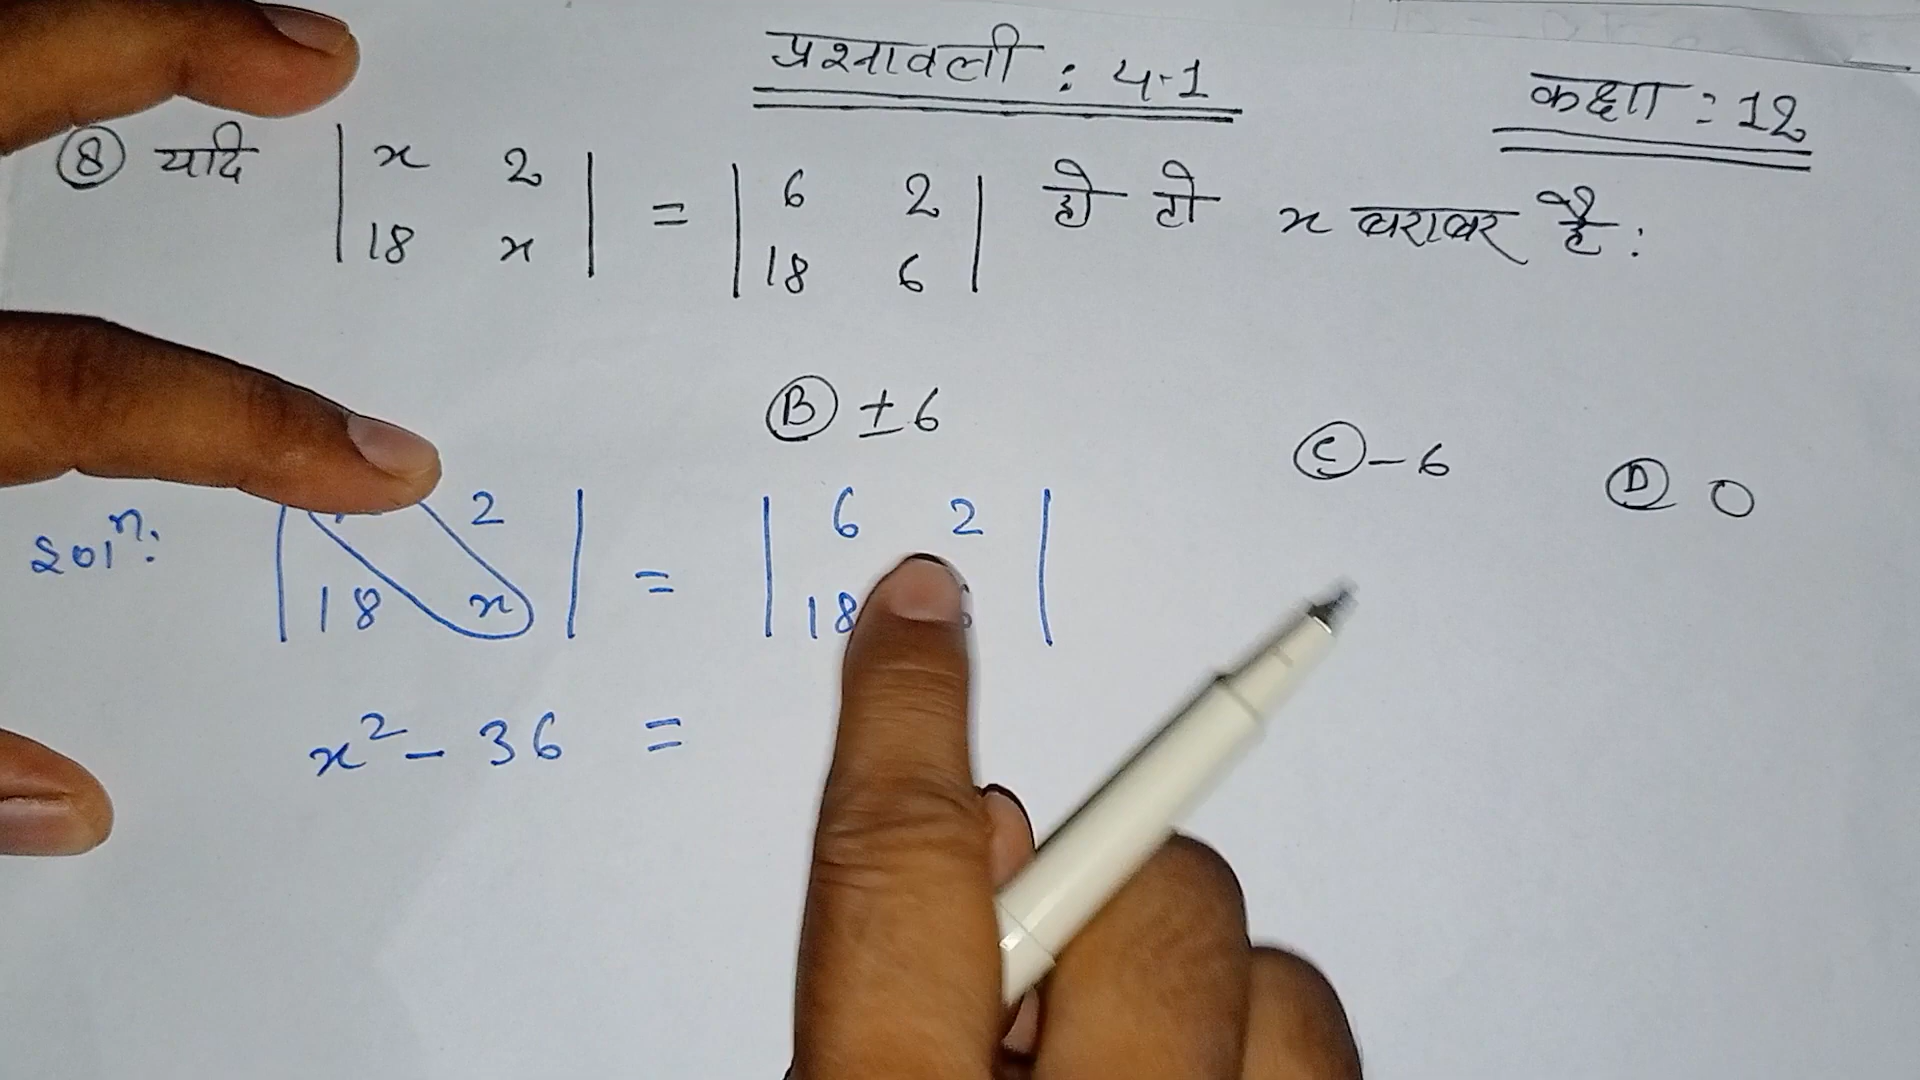 प्रश्नावली : 4.1
कक्षा : 12
⑧ यदि | x 2 | = | 6 2 | हो तो x बराबर है :
| 18 x | | 18 6 |
Ⓑ ±6 Ⓒ -6 Ⓓ 0
Solⁿ: | 2 | = | 6 2 |
| 18 x | | 18 |
x² - 36 =